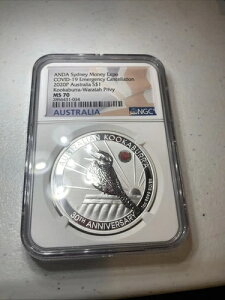 ANDA Sydney Money Expo
COVID-19 Emergency Cancellation
2020P Australia S$1
Kookaburra-Waratah Privy
MS 70
AUSTRALIA
NGC
AUSTRALIAN KOOKABURRA
30TH ANNIVERSARY